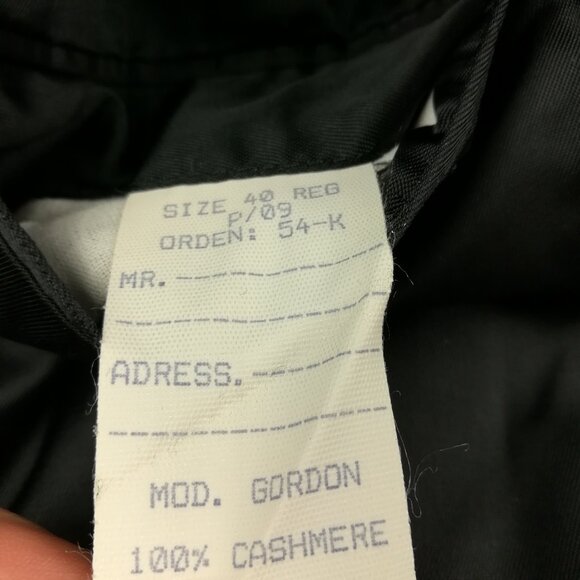 SIZE 40 REG
P/09
ORDEN: 54-K
MR.
ADRESS.
MOD. GORDON
100% CASHMERE